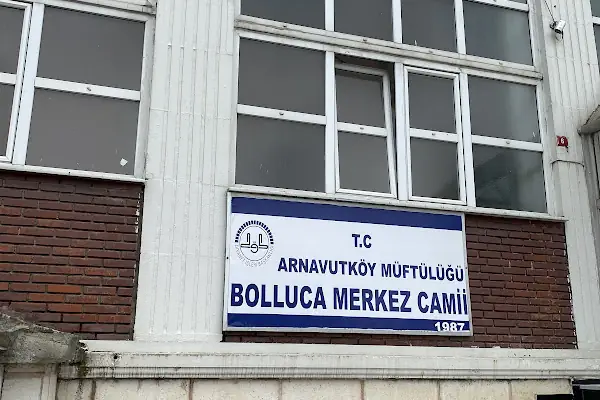 T.C
ARNAVUTKÖY MÜFTÜLÜĞÜ
BOLLUCA MERKEZ CAMİİ
1987